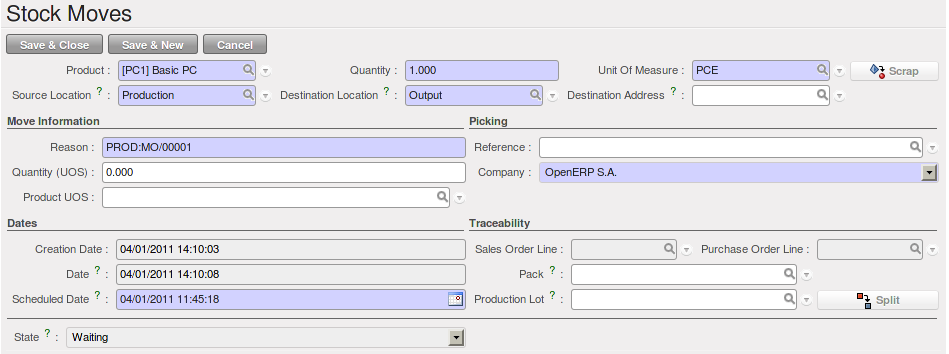 Stock Moves
Save & Close Save & New Cancel
Product : [PC1] Basic PC Quantity : 1.000 Unit Of Measure : PCE Scrap
Source Location ? : Production Destination Location ? : Output Destination Address ? :
Move Information Picking
Reason : PROD:MO/00001 Reference :
Quantity (UOS) : 0.000 Company : OpenERP S.A.
Product UOS :
Dates Traceability
Creation Date : 04/01/2011 14:10:03 Sales Order Line : Purchase Order Line :
Date ? : 04/01/2011 14:10:08 Pack ? :
Scheduled Date ? : 04/01/2011 11:45:18 Production Lot ? : Split
State ? : Waiting